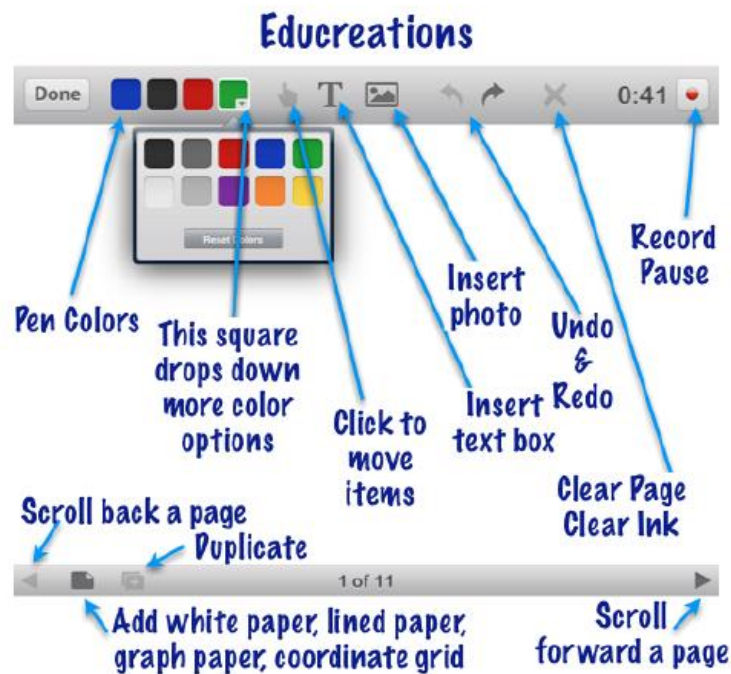 Educreations
Done
T
0:41
Reset Colors
Pen Colors
This square
drops down
more color
options
Click to
move
items
Insert
photo
Insert
text box
Undo
&
Redo
Record
Pause
Clear Page
Clear Ink
Scroll back a page
Duplicate
1 of 11
Add white paper, lined paper,
graph paper, coordinate grid
Scroll
forward a page